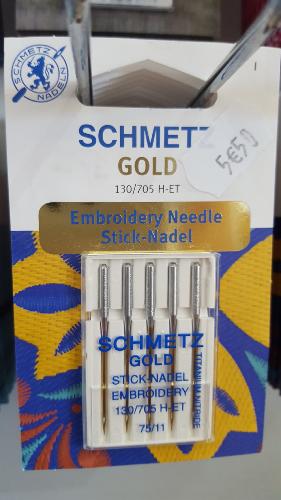 SCHMETZ
NADELN
SCHMETZ
GOLD
130/705 H-ET
5€50
Embroidery Needle
Stick-Nadel
SCHMETZ
GOLD
STICK-NADEL
EMBROIDERY
130/705 H-ET
75/11
TITANIUM NITRIDE